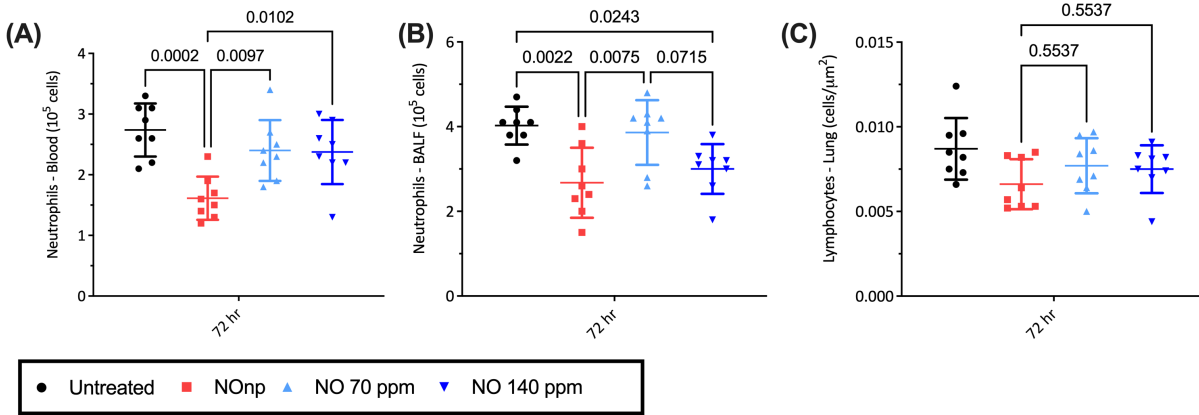 (A)
0.0102
0.0002
0.0097
Neutrophils - Blood (10⁵ cells)
4
3
2
1
0
72 hr
(B)
0.0243
0.0022
0.0075
0.0715
Neutrophils - BALF (10⁵ cells)
6
4
2
0
72 hr
(C)
0.5537
0.5537
Lymphocytes - Lung (cells/μm²)
0.015
0.010
0.005
0.000
72 hr
Untreated NOnp NO 70 ppm NO 140 ppm